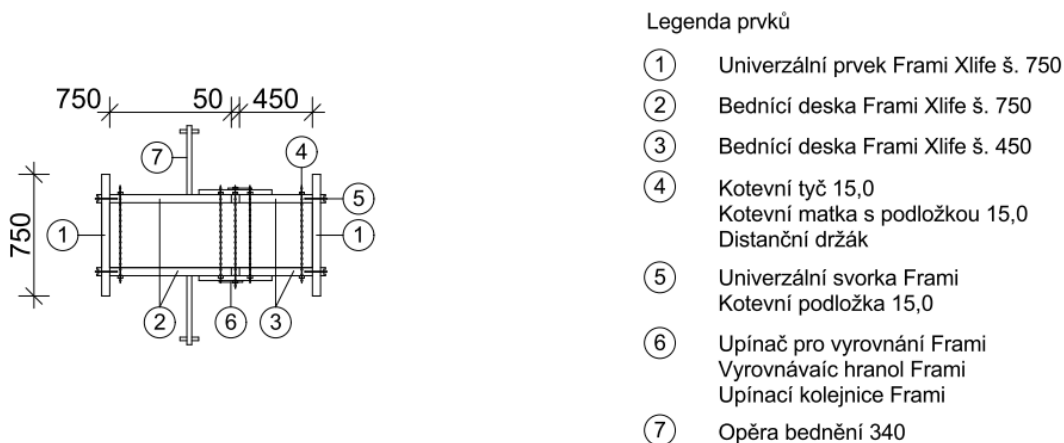 Legenda prvků
1 Univerzální prvek Frami Xlife š. 750
2 Bednící deska Frami Xlife š. 750
3 Bednící deska Frami Xlife š. 450
4 Kotevní tyč 15,0
Kotevní matka s podložkou 15,0
Distanční držák
5 Univerzální svorka Frami
Kotevní podložka 15,0
6 Upínač pro vyrovnání Frami
Vyrovnávaíc hranol Frami
Upínací kolejnice Frami
7 Opěra bednění 340
750 50 450
7 4
5
750 1 1
2 6 3